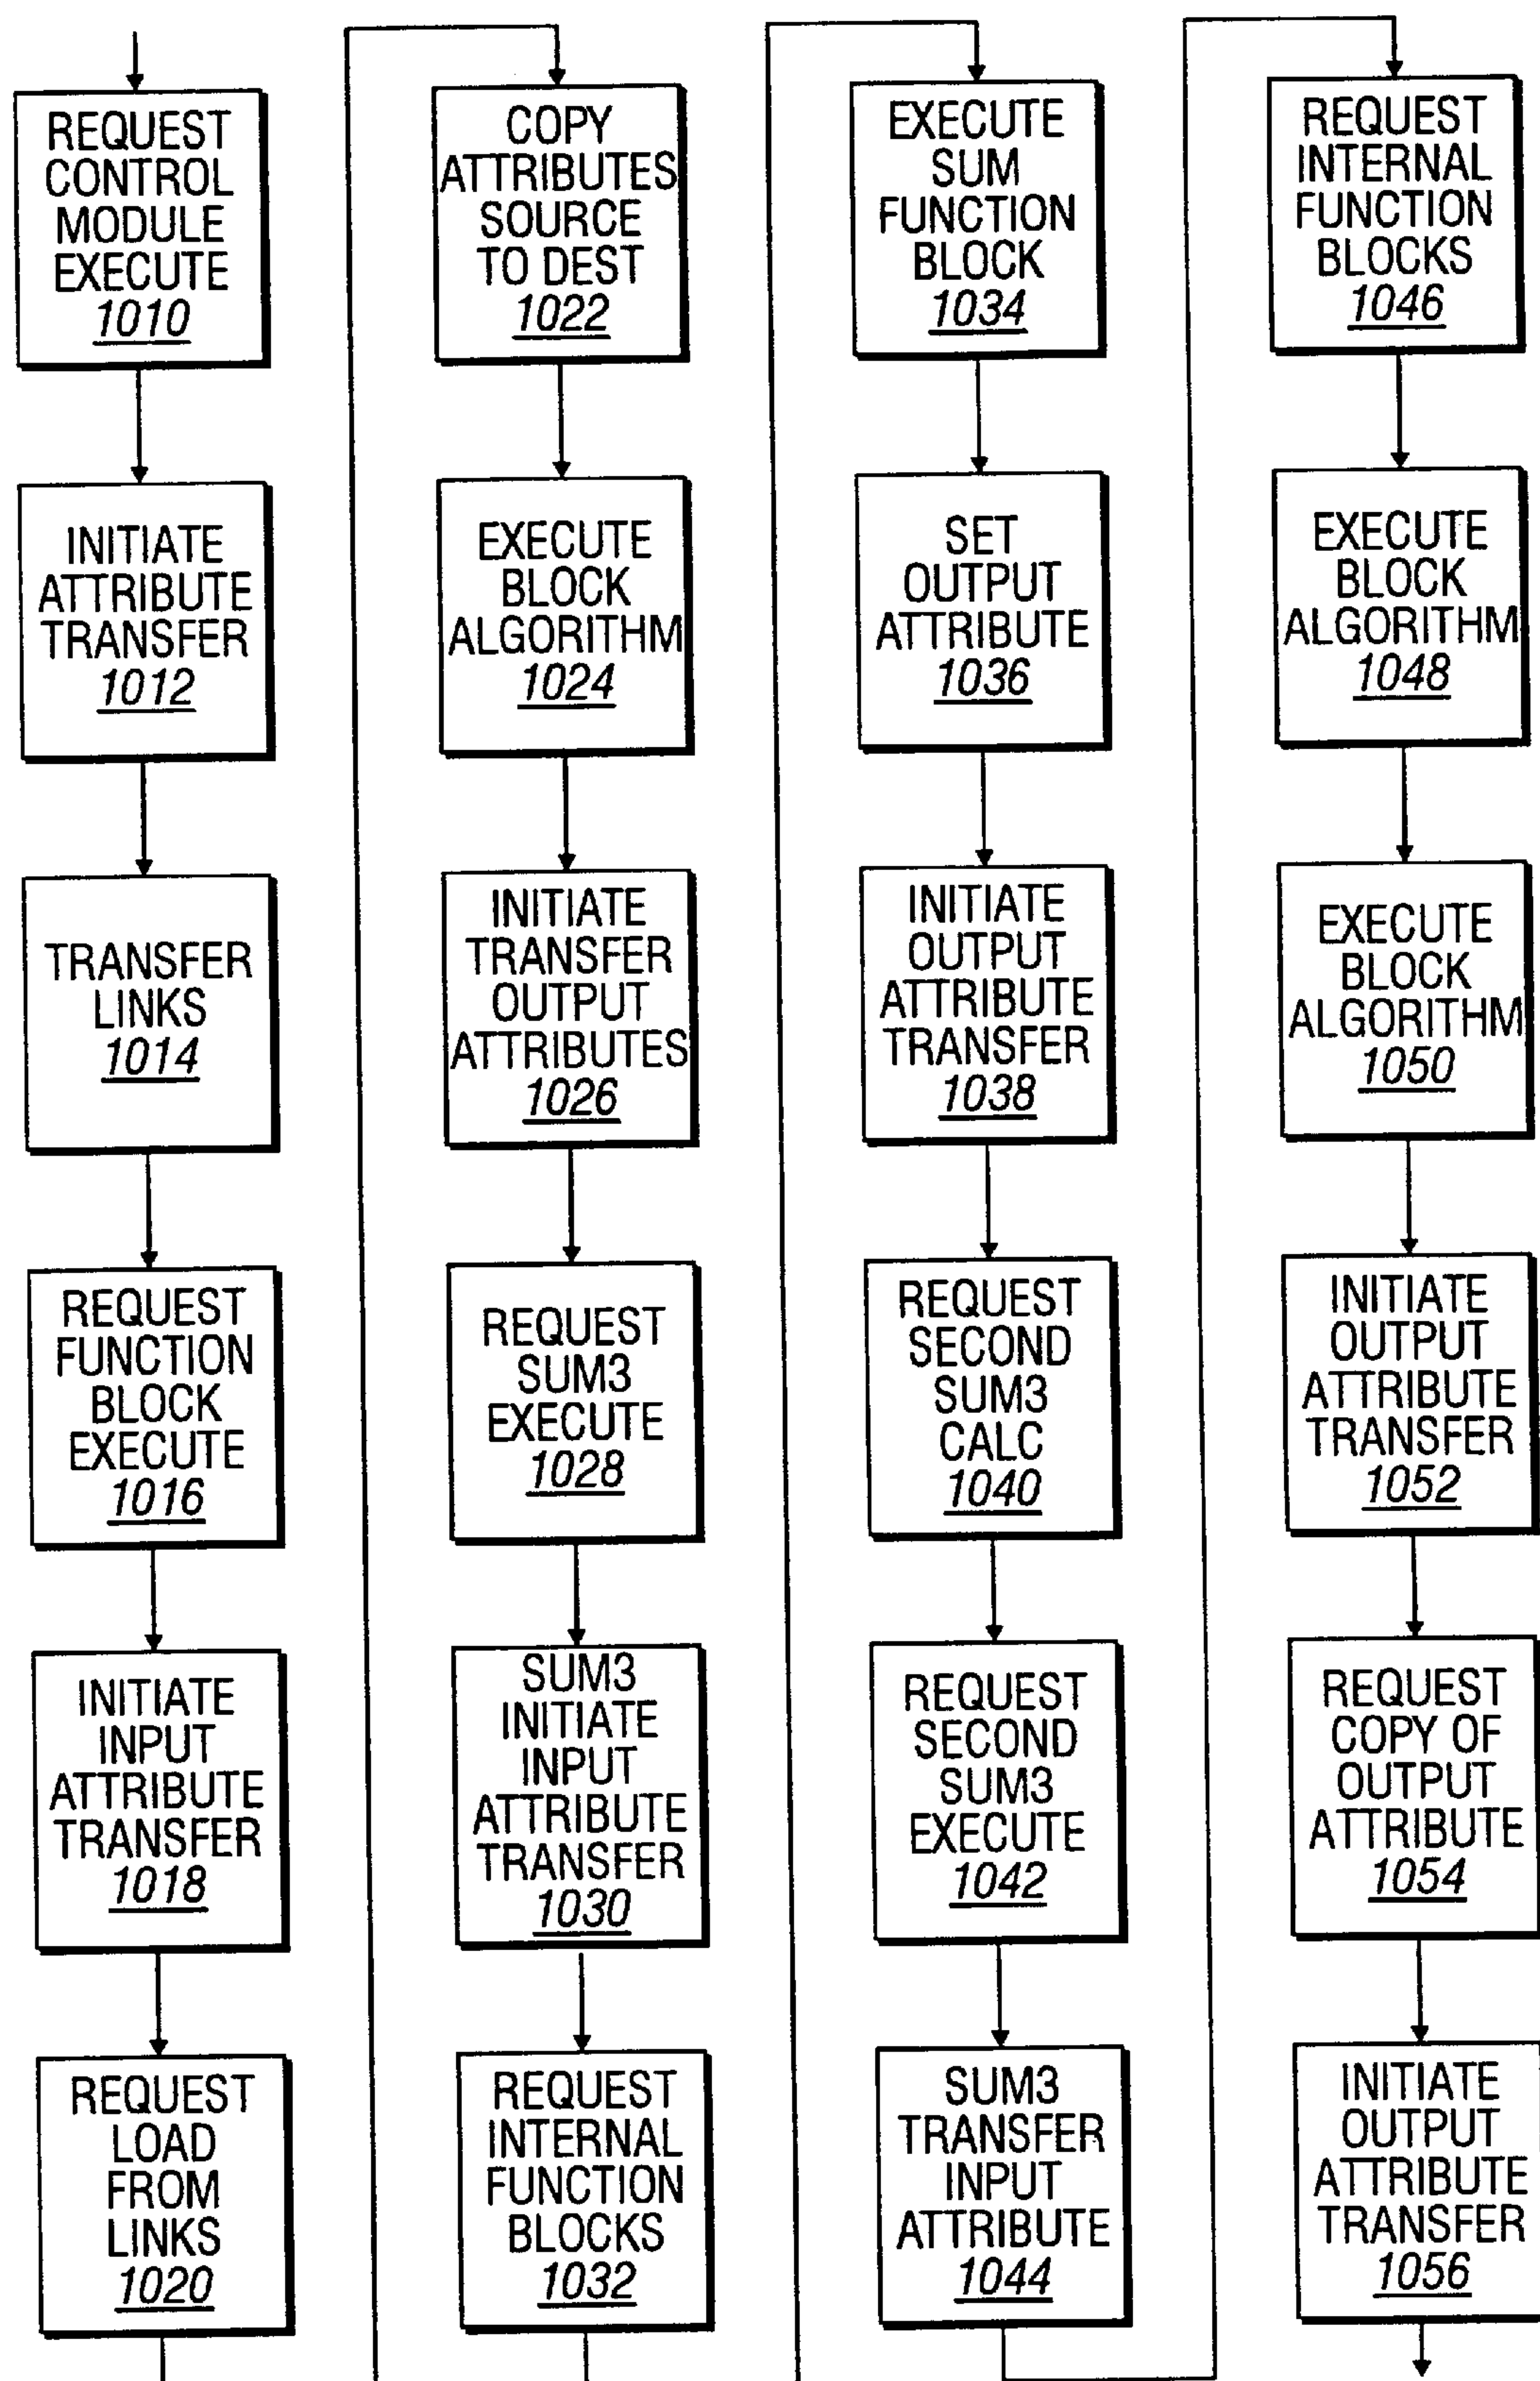 REQUEST
CONTROL
MODULE
EXECUTE
1010
INITIATE
ATTRIBUTE
TRANSFER
1012
TRANSFER
LINKS
1014
REQUEST
FUNCTION
BLOCK
EXECUTE
1016
INITIATE
INPUT
ATTRIBUTE
TRANSFER
1018
REQUEST
LOAD
FROM
LINKS
1020
COPY
ATTRIBUTES
SOURCE
TO DEST
1022
EXECUTE
BLOCK
ALGORITHM
1024
INITIATE
TRANSFER
OUTPUT
ATTRIBUTES
1026
REQUEST
SUM3
EXECUTE
1028
SUM3
INITIATE
INPUT
ATTRIBUTE
TRANSFER
1030
REQUEST
INTERNAL
FUNCTION
BLOCKS
1032
EXECUTE
SUM
FUNCTION
BLOCK
1034
SET
OUTPUT
ATTRIBUTE
1036
INITIATE
OUTPUT
ATTRIBUTE
TRANSFER
1038
REQUEST
SECOND
SUM3
CALC
1040
REQUEST
SECOND
SUM3
EXECUTE
1042
SUM3
TRANSFER
INPUT
ATTRIBUTE
1044
REQUEST
INTERNAL
FUNCTION
BLOCKS
1046
EXECUTE
BLOCK
ALGORITHM
1048
EXECUTE
BLOCK
ALGORITHM
1050
INITIATE
OUTPUT
ATTRIBUTE
TRANSFER
1052
REQUEST
COPY OF
OUTPUT
ATTRIBUTE
1054
INITIATE
OUTPUT
ATTRIBUTE
TRANSFER
1056